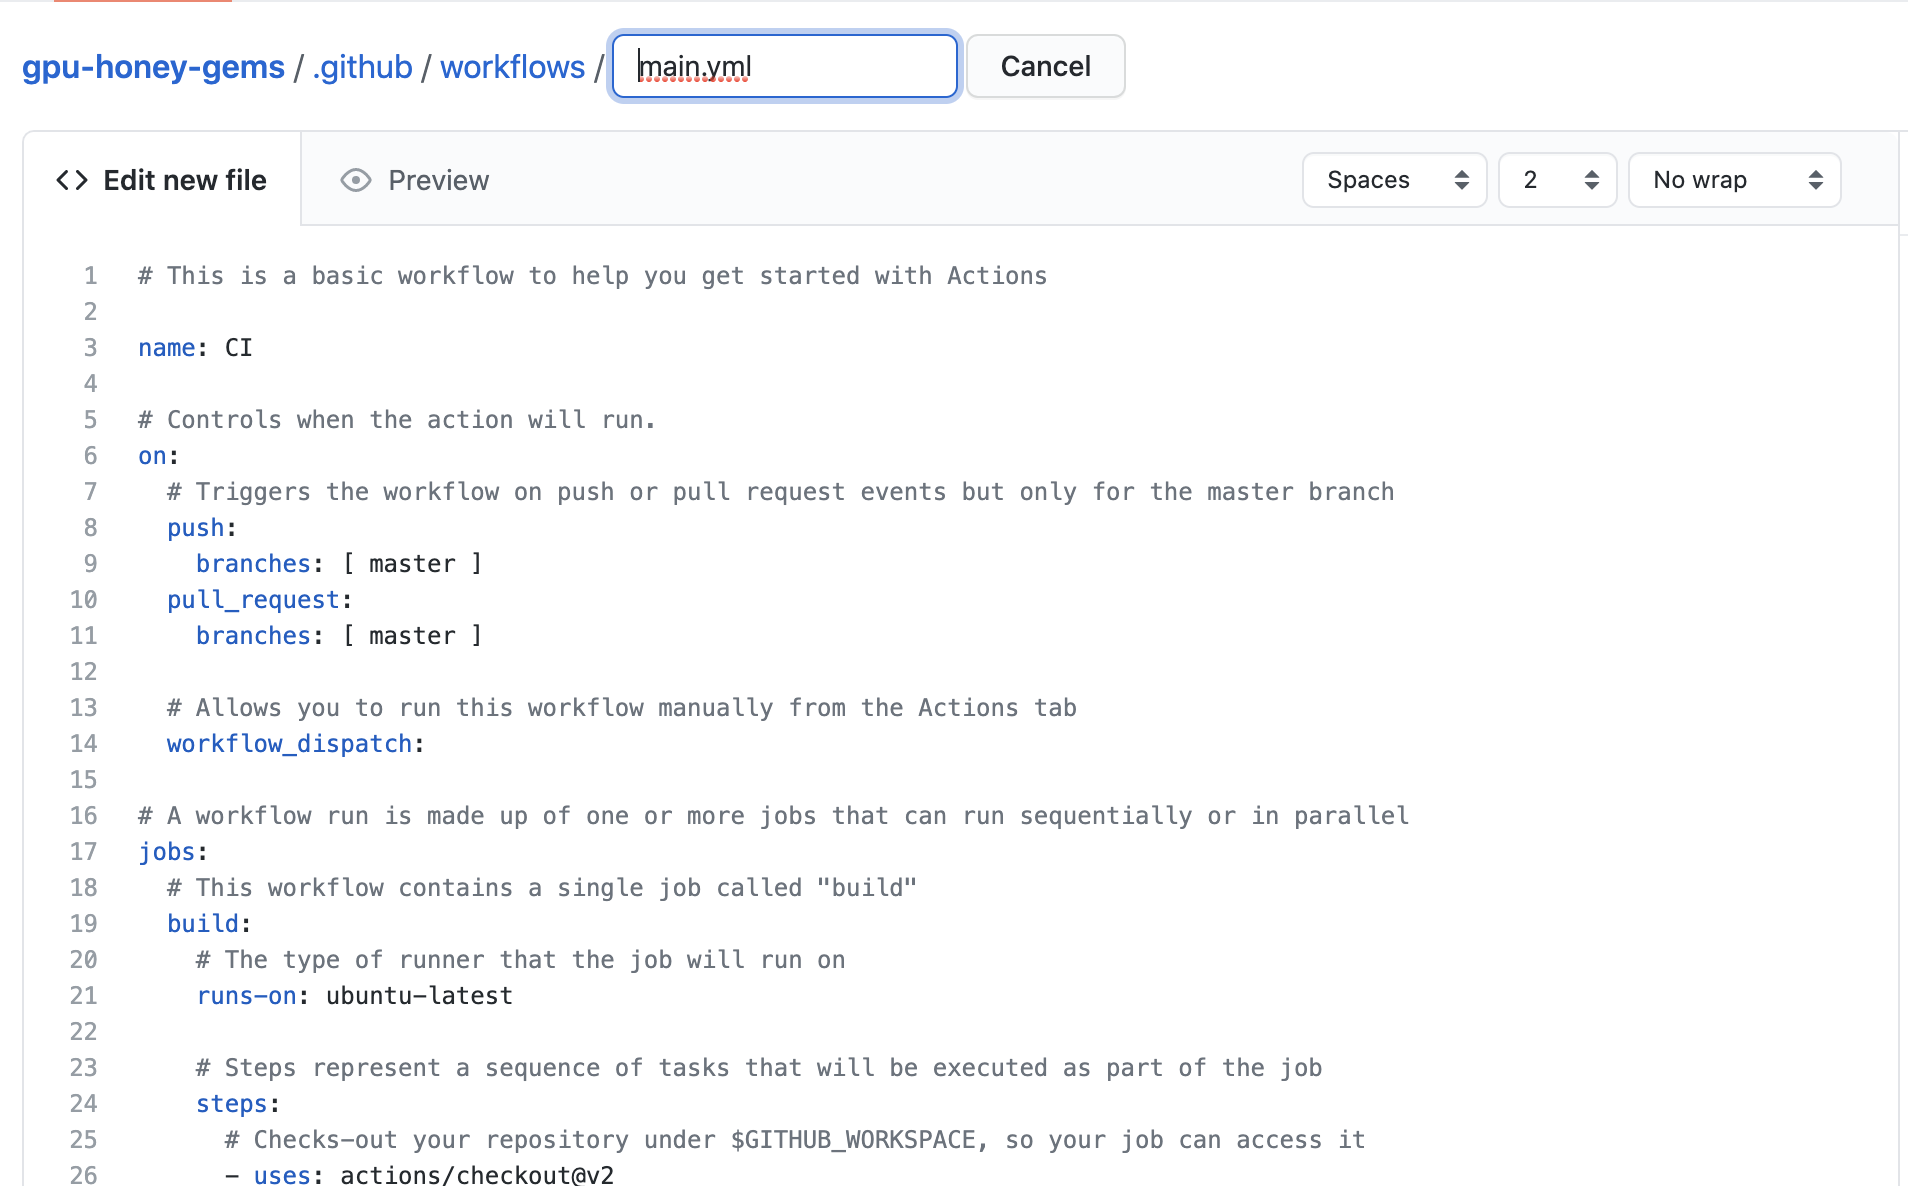 gpu-honey-gems / .github / workflows / main.yml Cancel
<> Edit new file Preview Spaces 2 No wrap
1 # This is a basic workflow to help you get started with Actions
2
3 name: CI
4
5 # Controls when the action will run.
6 on:
7   # Triggers the workflow on push or pull request events but only for the master branch
8   push:
9     branches: [ master ]
10   pull_request:
11     branches: [ master ]
12
13   # Allows you to run this workflow manually from the Actions tab
14   workflow_dispatch:
15
16 # A workflow run is made up of one or more jobs that can run sequentially or in parallel
17 jobs:
18   # This workflow contains a single job called "build"
19   build:
20     # The type of runner that the job will run on
21     runs-on: ubuntu-latest
22
23     # Steps represent a sequence of tasks that will be executed as part of the job
24     steps:
25       # Checks-out your repository under $GITHUB_WORKSPACE, so your job can access it
26       - uses: actions/checkout@v2